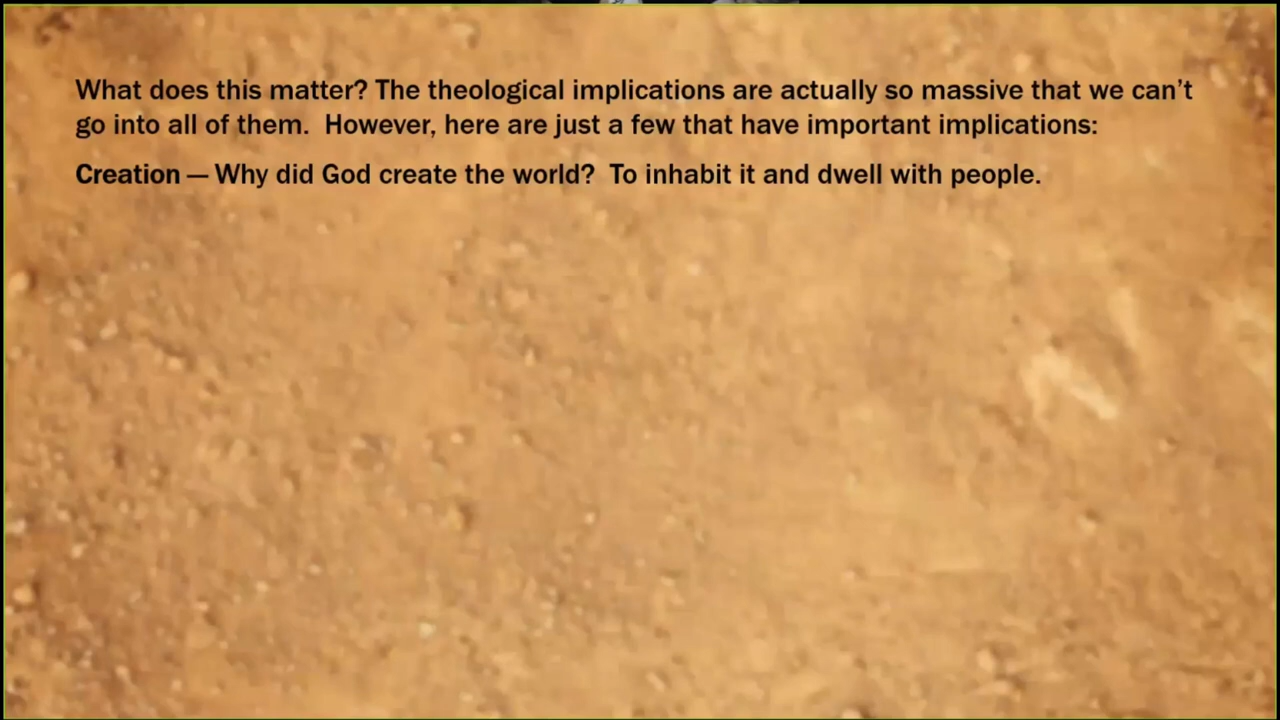 What does this matter? The theological implications are actually so massive that we can’t
go into all of them.  However, here are just a few that have important implications:
Creation — Why did God create the world?  To inhabit it and dwell with people.